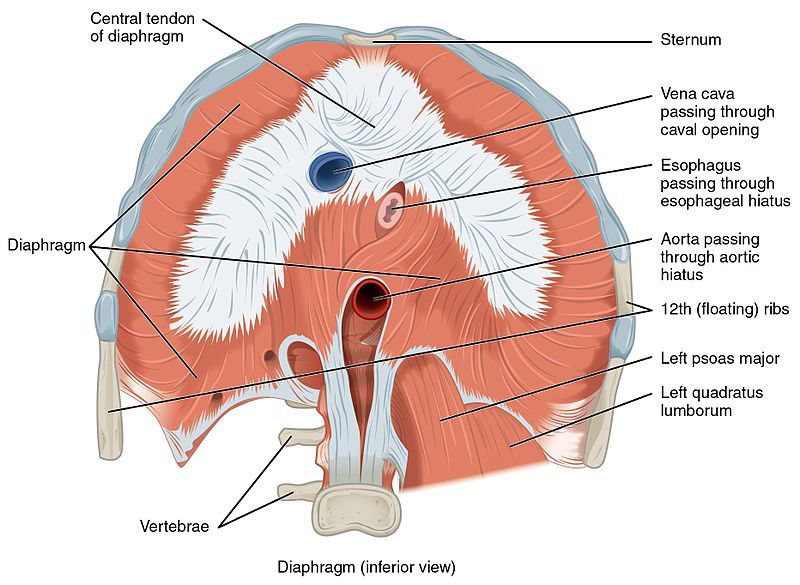 Central tendon
of diaphragm
Sternum
Vena cava
passing through
caval opening
Esophagus
passing through
esophageal hiatus
Diaphragm
Aorta passing
through aortic
hiatus
12th (floating) ribs
Left psoas major
Left quadratus
lumborum
Vertebrae
Diaphragm (inferior view)